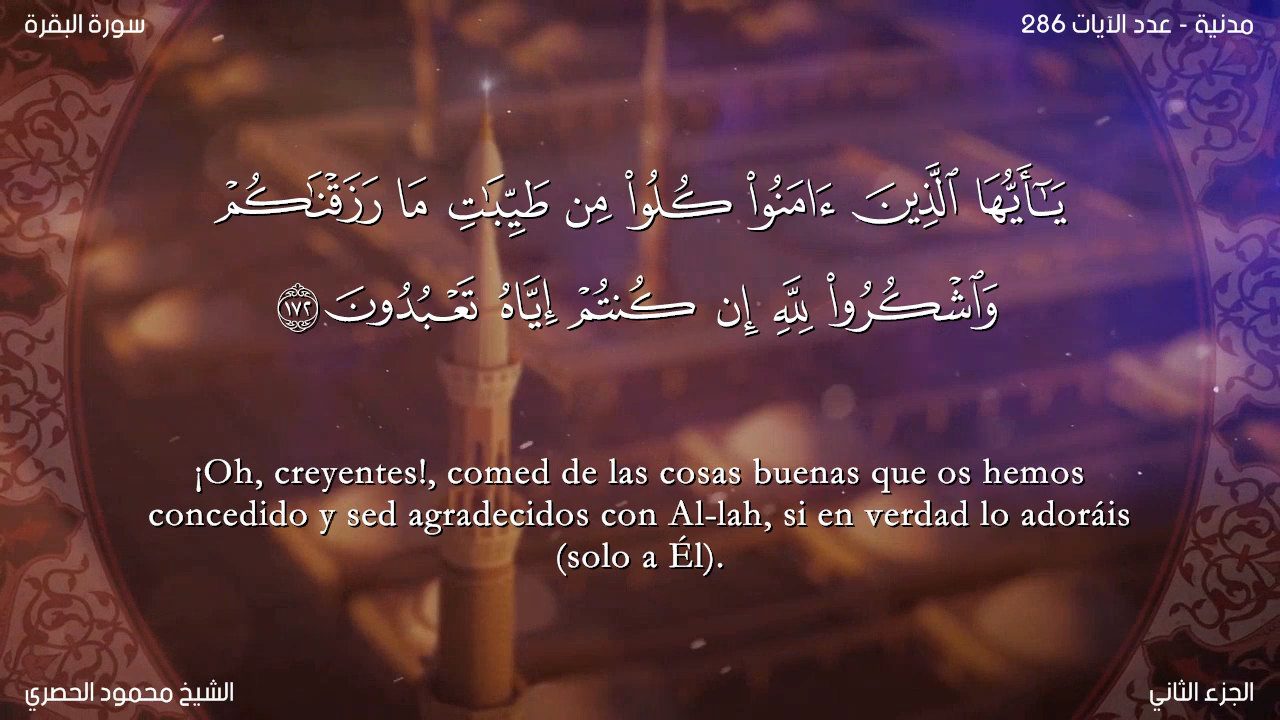 سورة البقرة
مدنية - عدد الآيات 286
يَـٰٓأَيُّهَا ٱلَّذِينَ ءَامَنُوا۟ كُلُوا۟ مِن طَيِّبَـٰتِ مَا رَزَقْنَـٰكُمْ
وَٱشْكُرُوا۟ لِلَّهِ إِن كُنتُمْ إِيَّاهُ تَعْبُدُونَ ١٧٢
¡Oh, creyentes!, comed de las cosas buenas que os hemos
concedido y sed agradecidos con Al-lah, si en verdad lo adoráis
(solo a Él).
الشيخ محمود الحصري
الجزء الثاني